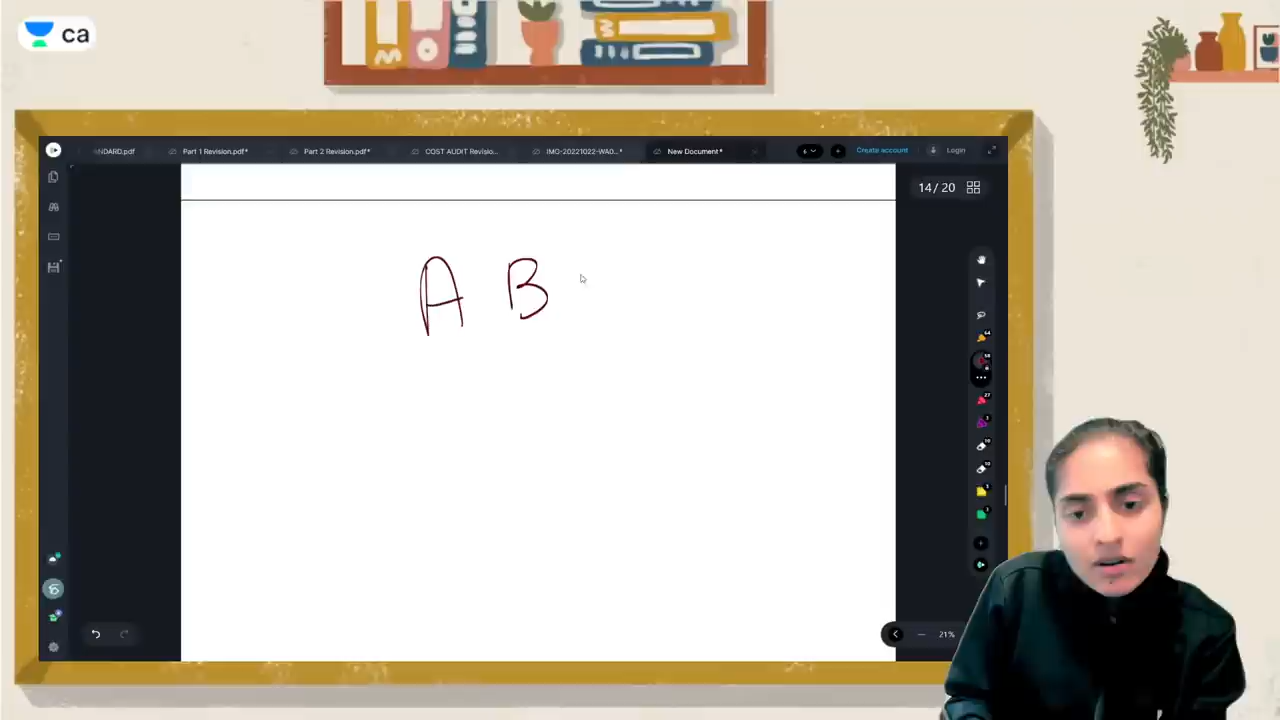 ca
NDARD.pdf Part 1 Revision.pdf* Part 2 Revision.pdf* COST AUDIT Revisio... IMG-20221022-WA0...* New Document* Create account Login
14 / 20
A B
21%